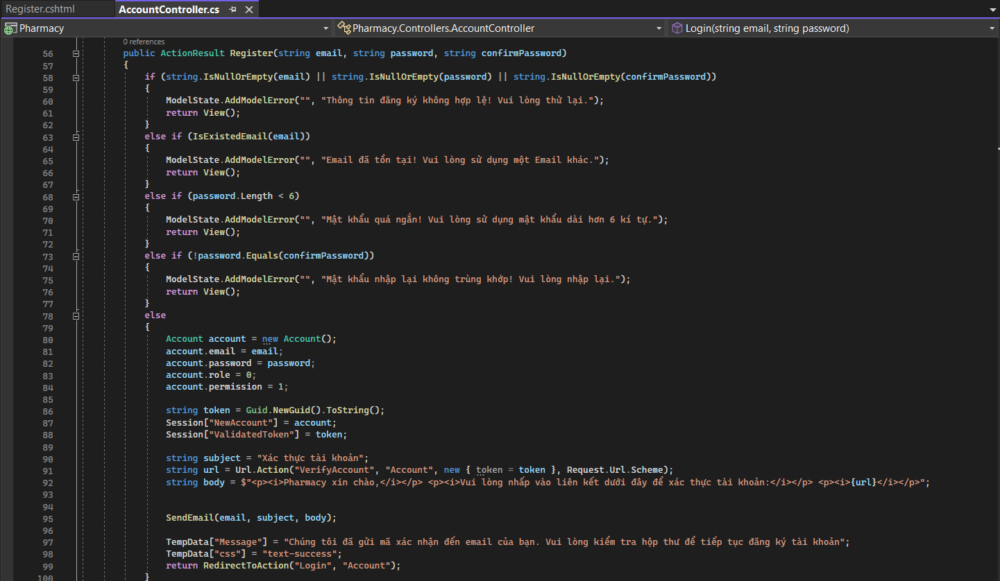 Register.cshtml
AccountController.cs
Pharmacy
Pharmacy.Controllers.AccountController
Login(string email, string password)
0 references
56 public ActionResult Register(string email, string password, string confirmPassword)
57 {
58 if (string.IsNullOrEmpty(email) || string.IsNullOrEmpty(password) || string.IsNullOrEmpty(confirmPassword))
59 {
60 ModelState.AddModelError("", "Thông tin đăng ký không hợp lệ! Vui lòng thử lại.");
61 return View();
62 }
63 else if (IsExistedEmail(email))
64 {
65 ModelState.AddModelError("", "Email đã tồn tại! Vui lòng sử dụng một Email khác.");
66 return View();
67 }
68 else if (password.Length < 6)
69 {
70 ModelState.AddModelError("", "Mật khẩu quá ngắn! Vui lòng sử dụng mật khẩu dài hơn 6 kí tự.");
71 return View();
72 }
73 else if (!password.Equals(confirmPassword))
74 {
75 ModelState.AddModelError("", "Mật khẩu nhập lại không trùng khớp! Vui lòng nhập lại.");
76 return View();
77 }
78 else
79 {
80 Account account = new Account();
81 account.email = email;
82 account.password = password;
83 account.role = 0;
84 account.permission = 1;
85
86 string token = Guid.NewGuid().ToString();
87 Session["NewAccount"] = account;
88 Session["ValidatedToken"] = token;
89
90 string subject = "Xác thực tài khoản";
91 string url = Url.Action("VerifyAccount", "Account", new { token = token }, Request.Url.Scheme);
92 string body = $"<p><i>Pharmacy xin chào,</i></p> <p><i>Vui lòng nhấp vào liên kết dưới đây để xác thực tài khoản:</i></p> <p><i>{url}</i></p>";
93
94
95 SendEmail(email, subject, body);
96
97 TempData["Message"] = "Chúng tôi đã gửi mã xác nhận đến email của bạn. Vui lòng kiểm tra hộp thư để tiếp tục đăng ký tài khoản";
98 TempData["css"] = "text-success";
99 return RedirectToAction("Login", "Account");
100 }